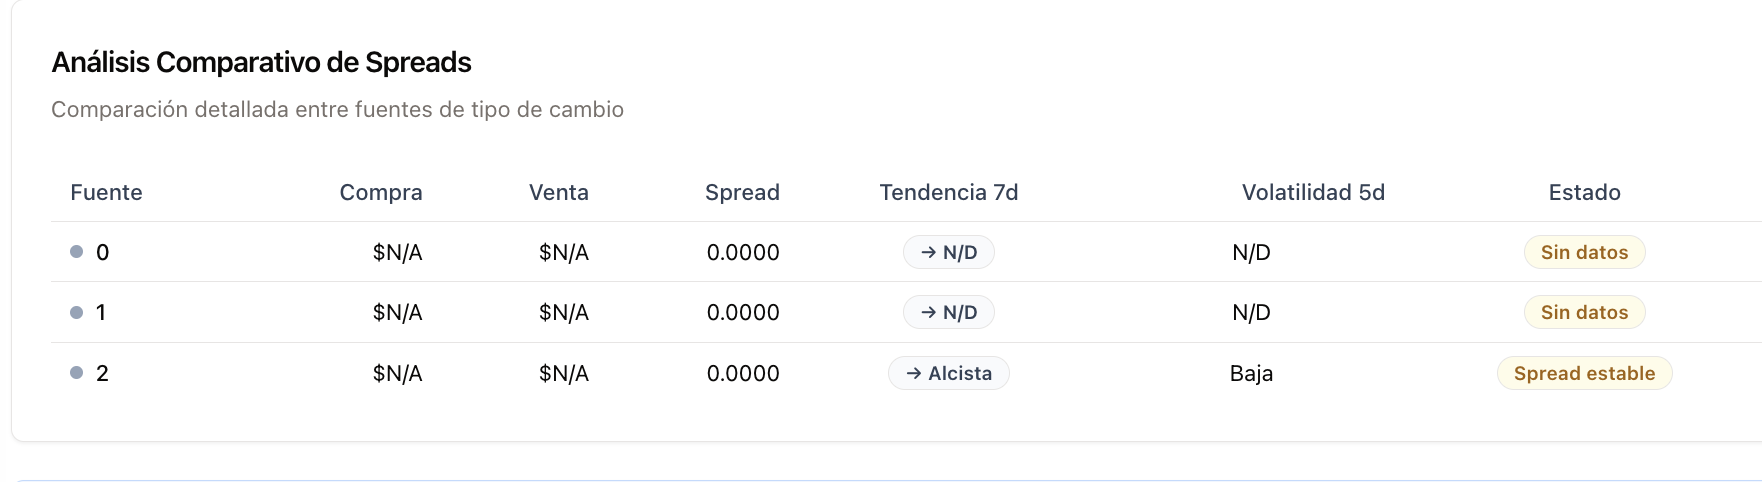 Análisis Comparativo de Spreads
Comparación detallada entre fuentes de tipo de cambio
Fuente Compra Venta Spread Tendencia 7d Volatilidad 5d Estado
0 $N/A $N/A 0.0000 → N/D N/D Sin datos
1 $N/A $N/A 0.0000 → N/D N/D Sin datos
2 $N/A $N/A 0.0000 → Alcista Baja Spread estable